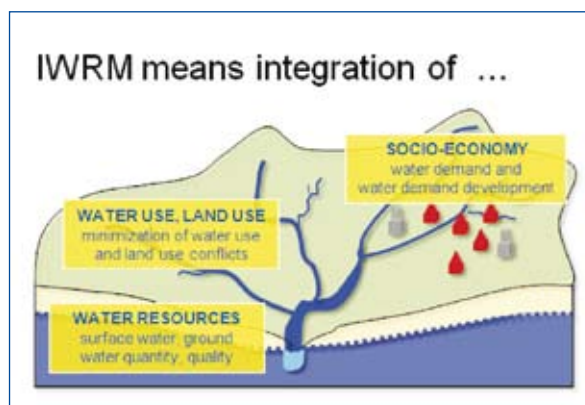 IWRM means integration of ...
SOCIO-ECONOMY
water demand and
water demand development
WATER USE, LAND USE
minimization of water use
and land use conflicts
WATER RESOURCES
surface water, ground
water quantity, quality